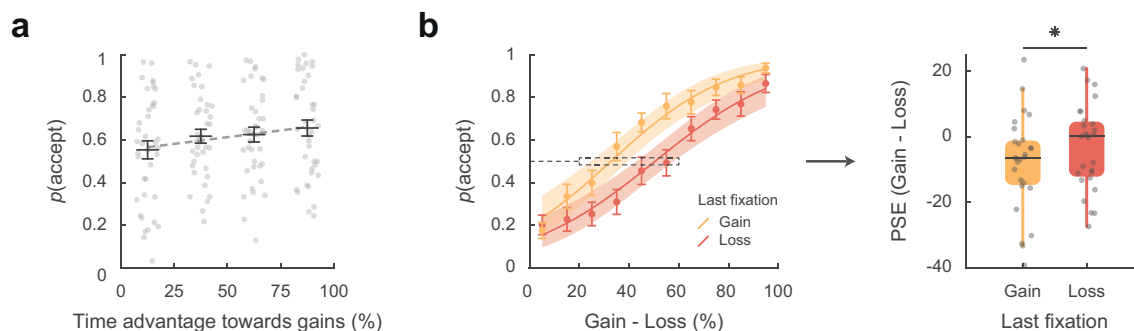 a
p(accept)
1
0.8
0.6
0.4
0.2
0
0 25 50 75 100
Time advantage towards gains (%)
b
p(accept)
1
0.8
0.6
0.4
0.2
0
Last fixation
Gain
Loss
0 20 40 60 80 100
Gain - Loss (%)
PSE (Gain - Loss)
*
20
0
-20
-40
Gain Loss
Last fixation